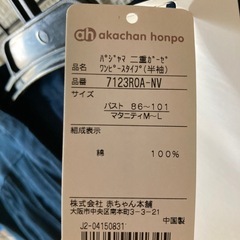 ah akachan honpo
品名 パジャマ 二重ガーゼ
ワンピースタイプ(半袖)
品番 7123R0A-NV
サイズ
バスト 86~101
マタニティM~L
組成表示
綿 100%
株式会社 赤ちゃん本舗
大阪市中央区南本町3-3-21
中国製
J2-04150831